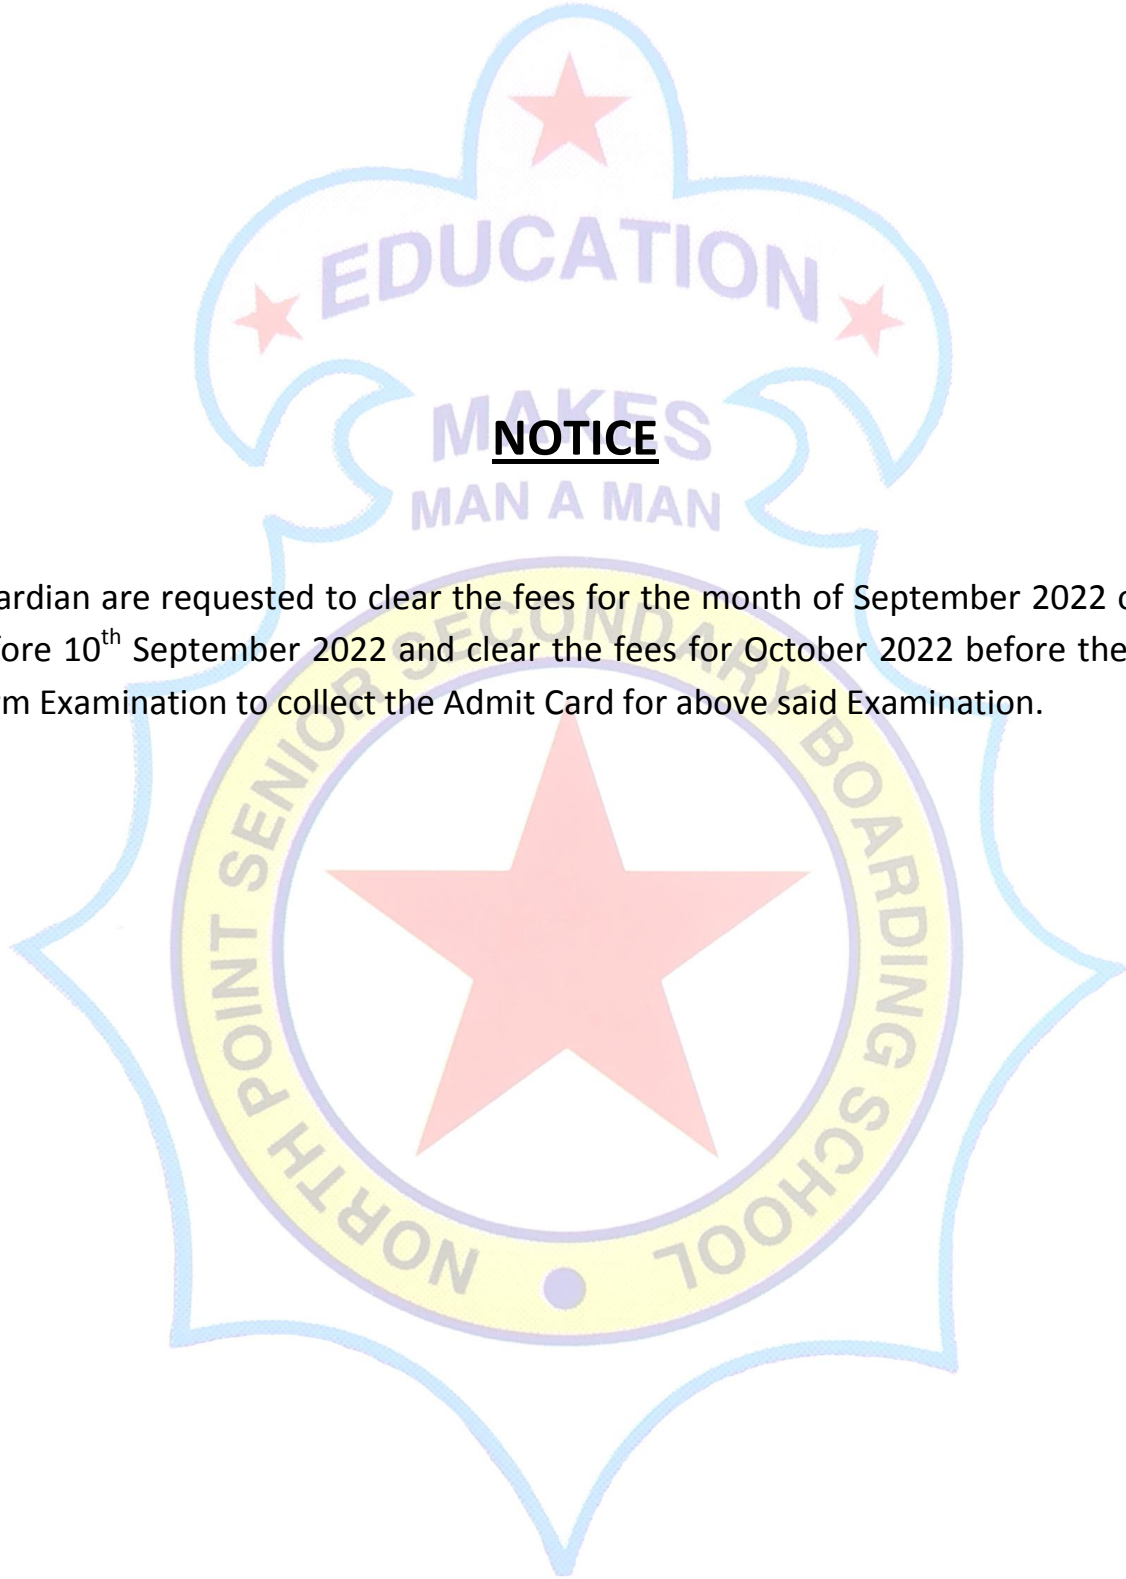 EDUCATION
MAKES
NOTICE
MAN A MAN
ardian are requested to clear the fees for the month of September 2022 o
fore 10th September 2022 and clear the fees for October 2022 before the
rm Examination to collect the Admit Card for above said Examination.
NORTH POINT SENIOR SECONDARY BOARDING SCHOOL